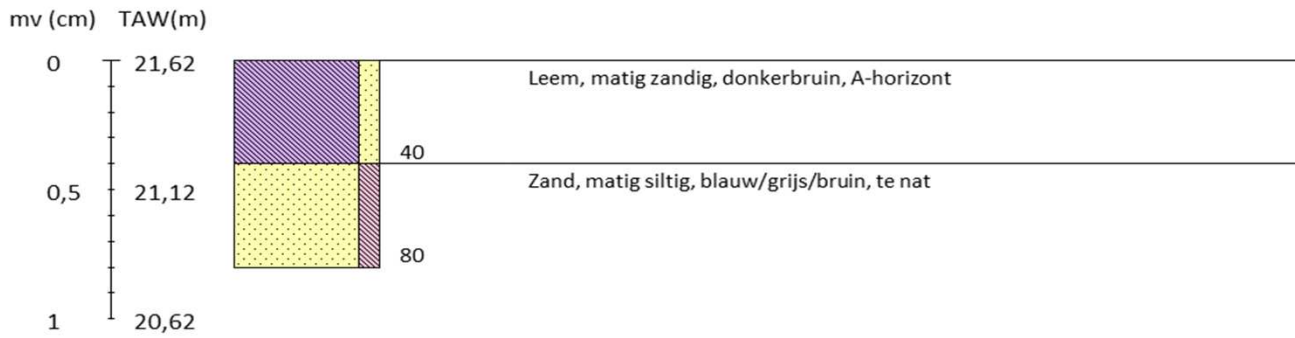 mv (cm) TAW(m)
0 21,62
Leem, matig zandig, donkerbruin, A-horizont
40
Zand, matig siltig, blauw/grijs/bruin, te nat
0,5 21,12
80
1 20,62